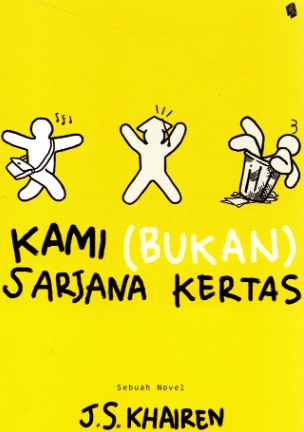 KAMI (BUKAN)
SARJANA KERTAS
Sebuah Novel
J.S. KHAIREN